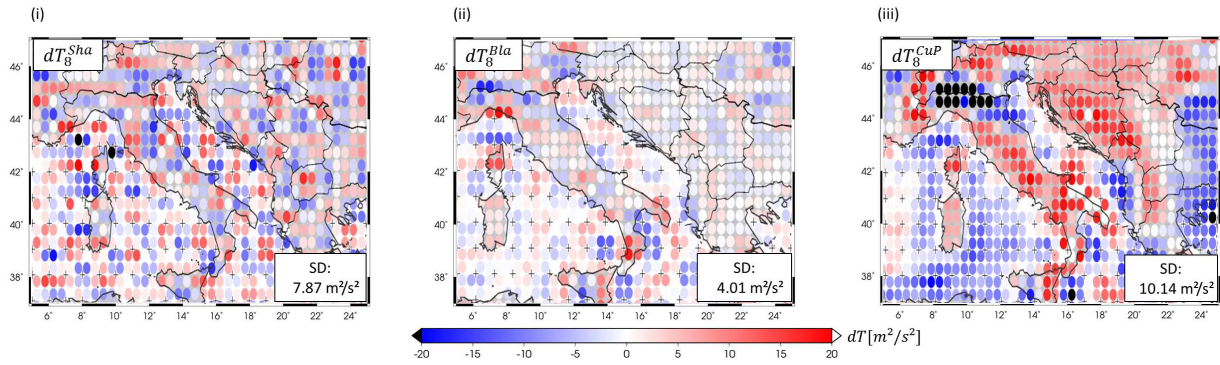 (i)
(ii)
(iii)
dT₈^Sha
dT₈^Bla
dT₈^CuP
46°
44°
42°
40°
38°
46°
44°
42°
40°
38°
46°
44°
42°
40°
38°
SD:
7.87 m²/s²
SD:
4.01 m²/s²
SD:
10.14 m²/s²
6° 8° 10° 12° 14° 16° 18° 20° 22° 24°
6° 8° 10° 12° 14° 16° 18° 20° 22° 24°
6° 8° 10° 12° 14° 16° 18° 20° 22° 24°
dT[m²/s²]
-20 -15 -10 -5 0 5 10 15 20